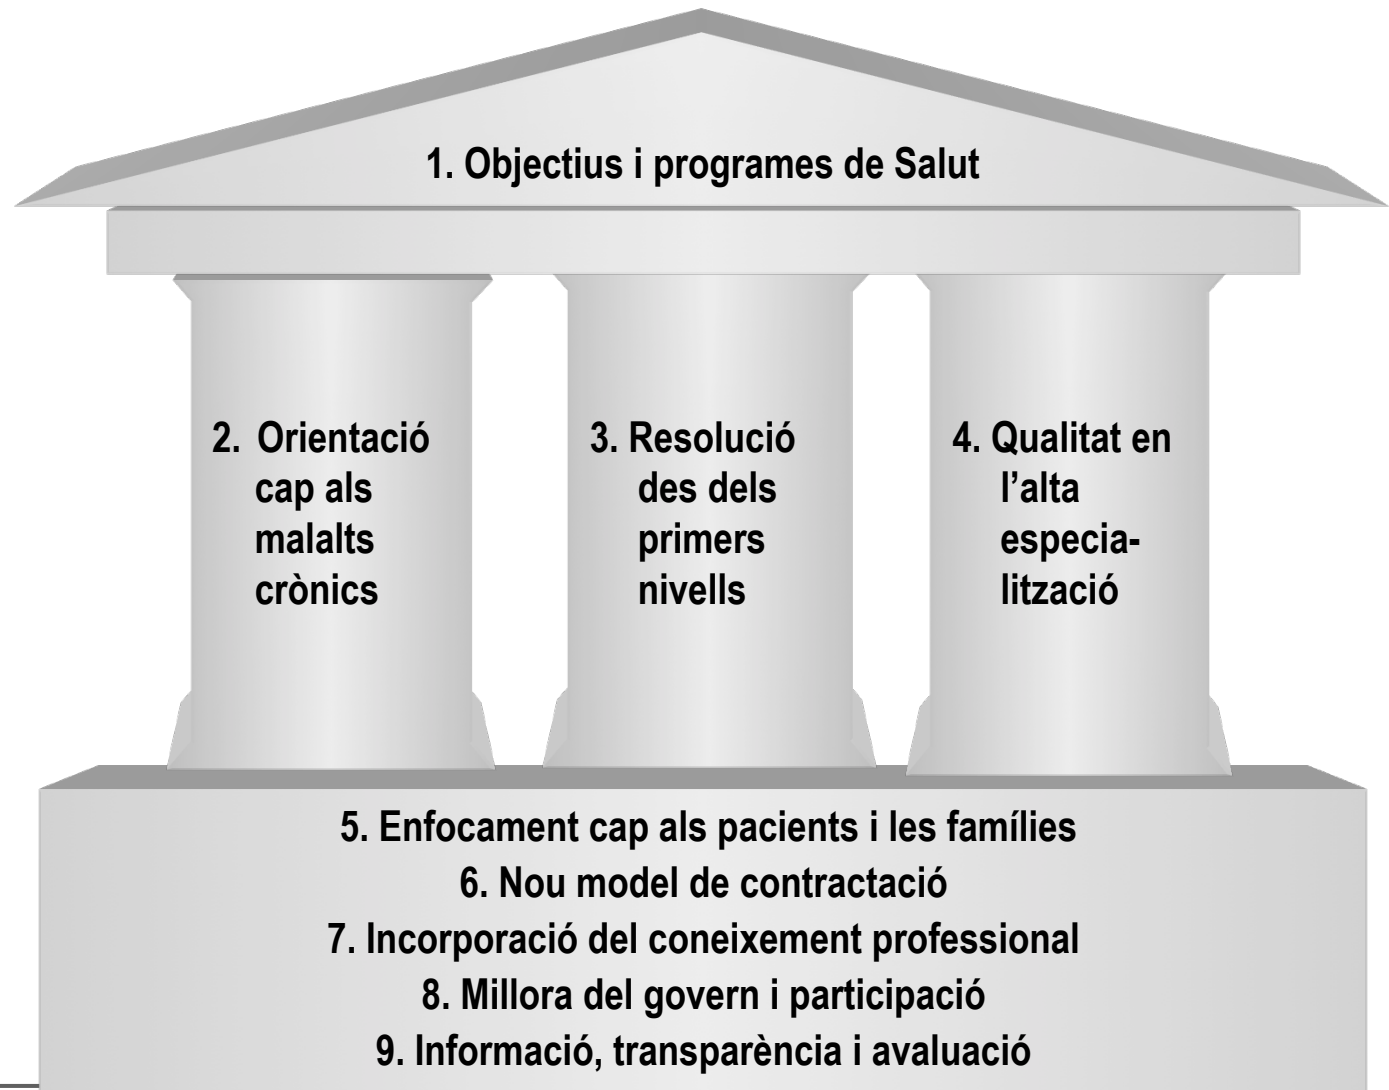 1. Objectius i programes de Salut
2. Orientació
cap als
malalts
crònics
3. Resolució
des dels
primers
nivells
4. Qualitat en
l’alta
especia-
lització
5. Enfocament cap als pacients i les famílies
6. Nou model de contractació
7. Incorporació del coneixement professional
8. Millora del govern i participació
9. Informació, transparència i avaluació